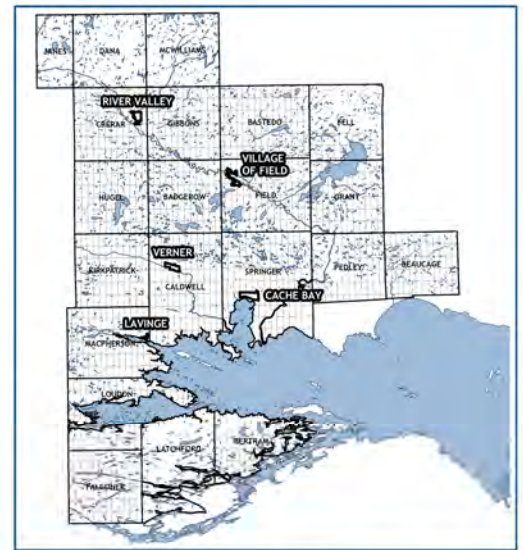 JANES DANA MCWILLIAMS
RIVER VALLEY
CRERAR GIBBONS BASTEDO FELL
VILLAGE
OF FIELD
HUGEL BADGEROW FIELD GRANT
VERNER
KIRKPATRICK CALDWELL SPRINGER PEDLEY BEAUCAGE
CACHE BAY
LAVINGE
MACPHERSON
LOUDON
LATCHFORD BERTRAM
FALCONER